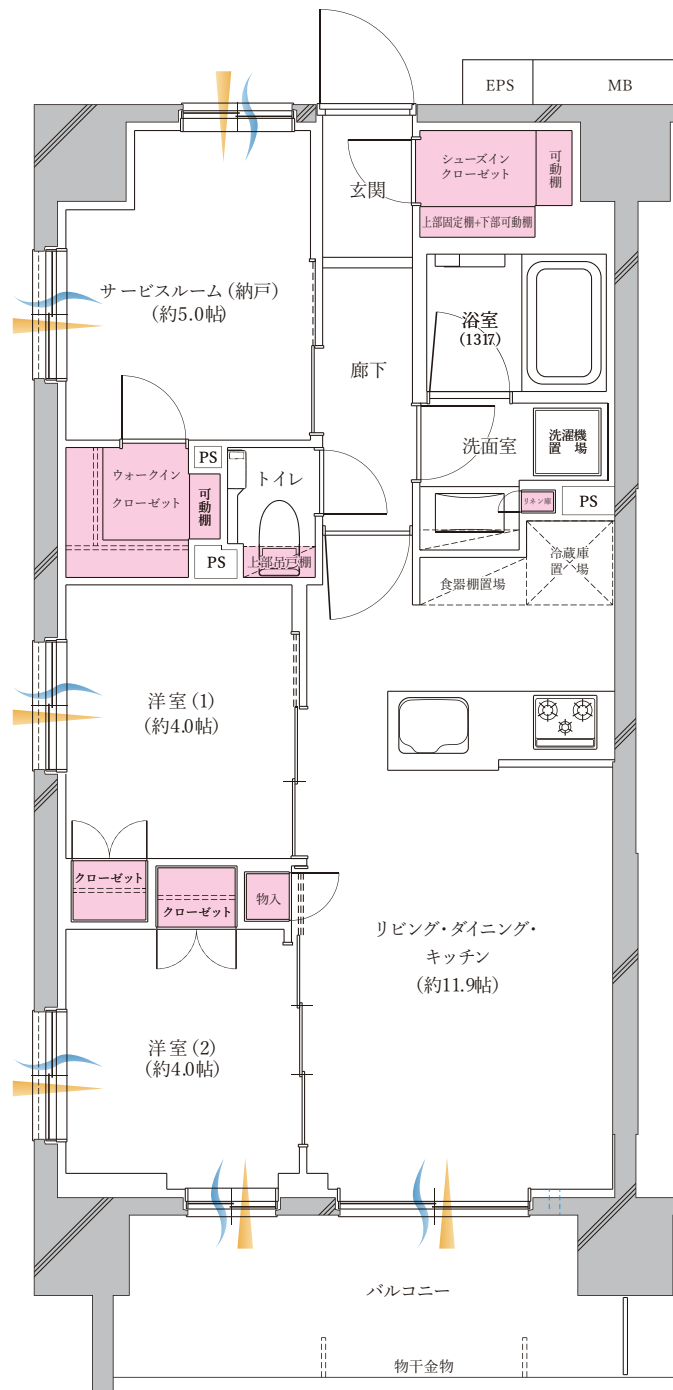 EPS
MB
シューズイン
クローゼット
可動棚
玄関
上部固定棚+下部可動棚
サービスルーム(納戸)
(約5.0帖)
浴室
(1317)
廊下
洗面室
洗濯機
置 場
ウォークイン
クローゼット
PS
可動棚
トイレ
リネン庫
PS
PS
上部吊戸棚
冷蔵庫
置 場
食器棚置場
洋室(1)
(約4.0帖)
クローゼット
クローゼット
物入
リビング・ダイニング・
キッチン
(約11.9帖)
洋室(2)
(約4.0帖)
バルコニー
物干金物